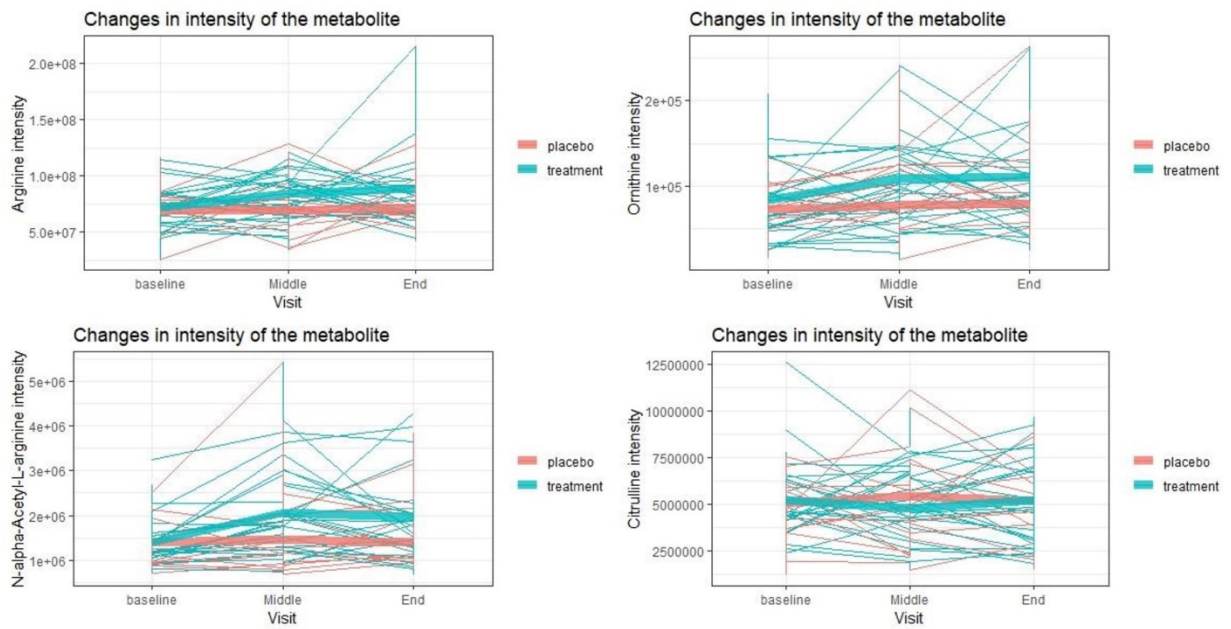 Changes in intensity of the metabolite
Arginine intensity
2.0e+08
1.5e+08
1.0e+08
5.0e+07
baseline
Middle
End
Visit
placebo
treatment
Changes in intensity of the metabolite
Ornithine intensity
2e+05
1e+05
baseline
Middle
End
Visit
placebo
treatment
Changes in intensity of the metabolite
N-alpha-Acetyl-L-arginine intensity
5e+06
4e+06
3e+06
2e+06
1e+06
baseline
Middle
End
Visit
placebo
treatment
Changes in intensity of the metabolite
Citrulline intensity
12500000
10000000
7500000
5000000
2500000
baseline
Middle
End
Visit
placebo
treatment